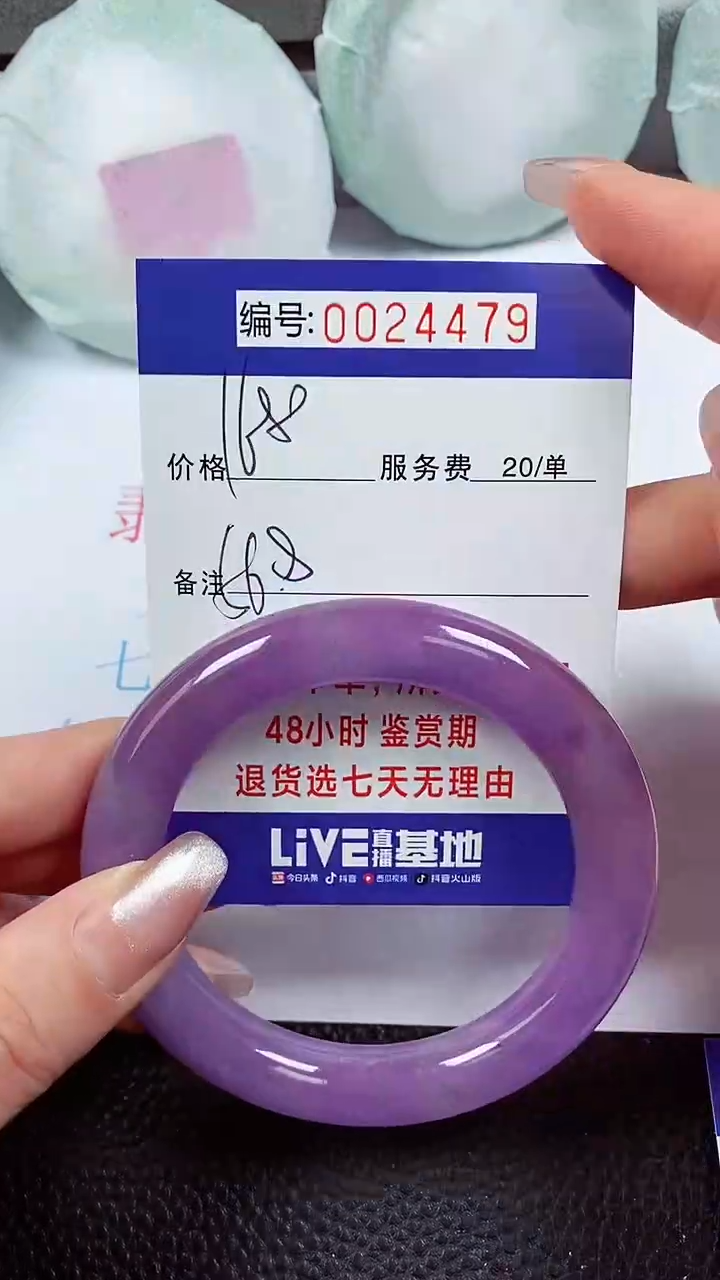 编号:0024479
价格 168 服务费 20/单
备注
48小时 鉴赏期
退货选七天无理由
LiVE直播基地
今日头条 抖音 西瓜视频 抖音火山版
七